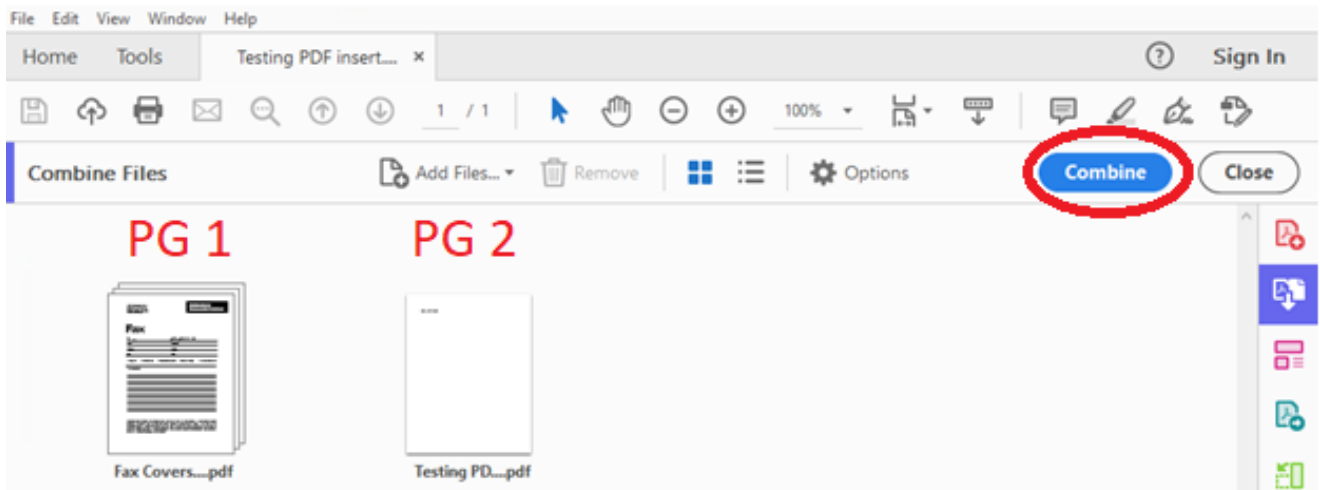 File Edit View Window Help
Home Tools Testing PDF insert.... × ? Sign In
1 / 1 100%
Combine Files Add Files... Remove Options Combine Close
PG 1 PG 2
Fax
Fax Covers....pdf Testing PD....pdf